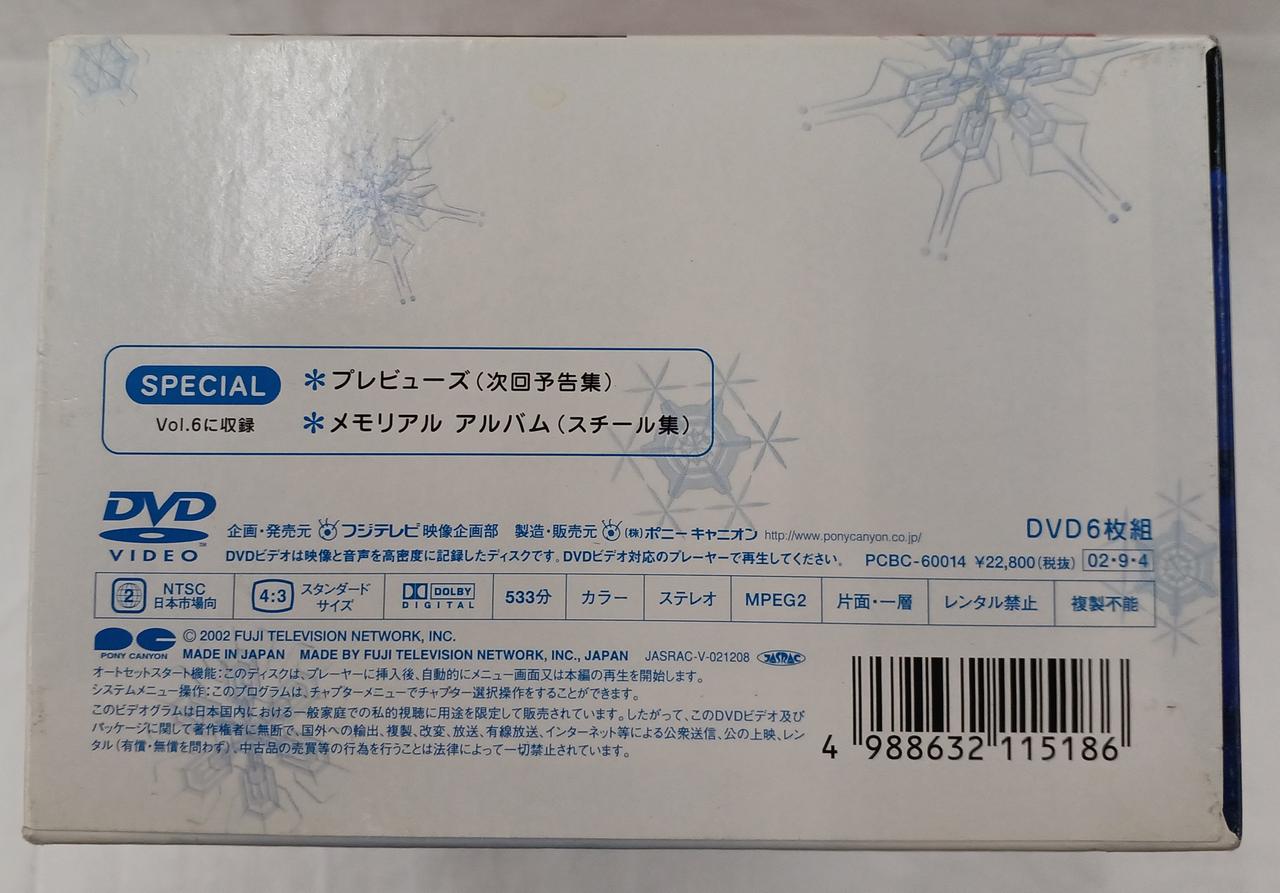 SPECIAL
Vol.6に収録
＊プレビューズ（次回予告集）
＊メモリアル アルバム（スチール集）
DVD
VIDEO™
企画・発売元 フジテレビ映像企画部 製造・販売元 (株)ポニーキャニオン http://www.ponycanyon.co.jp/
DVD6枚組
DVDビデオは映像と音声を高密度に記録したディスクです。DVDビデオ対応のプレーヤーで再生してください。 PCBC-60014 ¥22,800(税抜) 02・9・4
2 NTSC 日本市場向 4:3 スタンダードサイズ DOLBY DIGITAL 533分 カラー ステレオ MPEG2 片面・一層 レンタル禁止 複製不能
PONY CANYON
© 2002 FUJI TELEVISION NETWORK, INC.
MADE IN JAPAN MADE BY FUJI TELEVISION NETWORK, INC., JAPAN JASRAC-V-021208 JASRAC
オートセットスタート機能：このディスクは、プレーヤーに挿入後、自動的にメニュー画面又は本編の再生を開始します。
システムメニュー操作：このプログラムは、チャプターメニューでチャプター選択操作をすることができます。
このビデオグラムは日本国内における一般家庭での私的視聴に用途を限定して販売されています。したがって、このDVDビデオ及び
パッケージに関して著作権者に無断で、国外への輸出、複製、改変、放送、有線放送、インターネット等による公衆送信、公の上映、レン
タル（有償・無償を問わず）、中古品の売買等の行為を行うことは法律によって一切禁止されています。
4 988632 115186